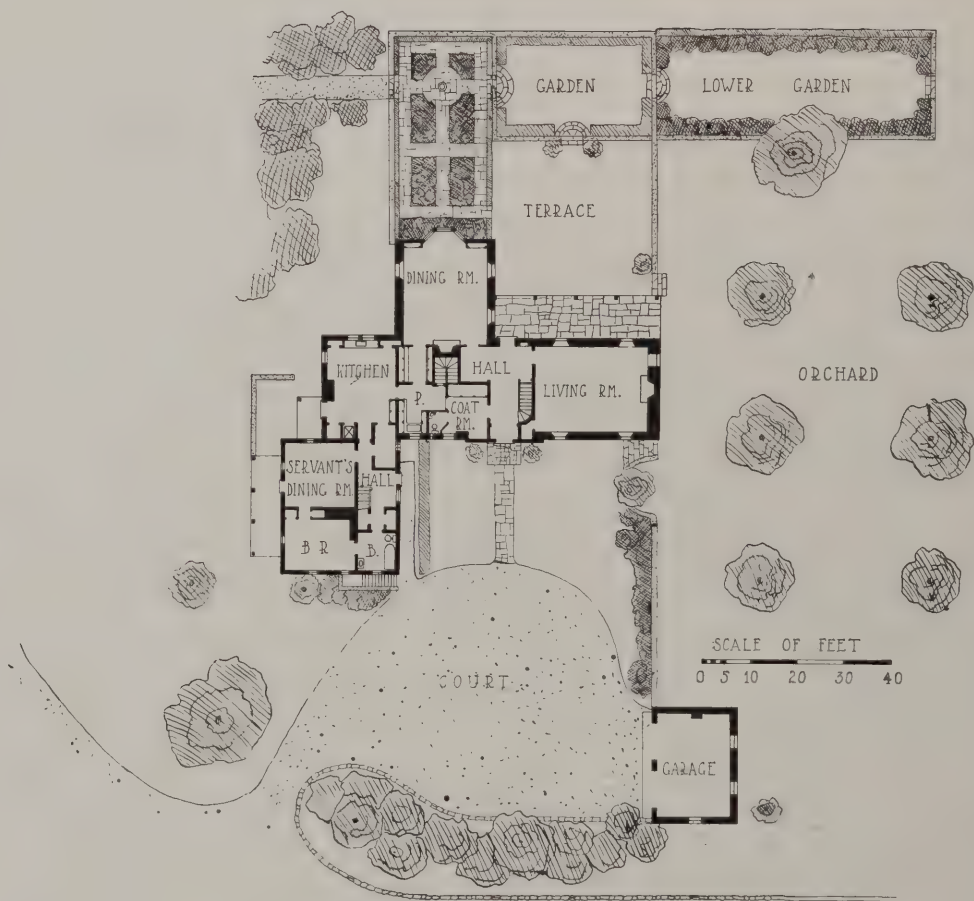 GARDEN
LOWER GARDEN
TERRACE
DINING RM.
ORCHARD
KITCHEN
HALL
LIVING RM.
P.
COAT
RM.
SERVANT'S
DINING RM.
HALL
B R
B.
SCALE OF FEET
0 5 10 20 30 40
COURT
GARAGE